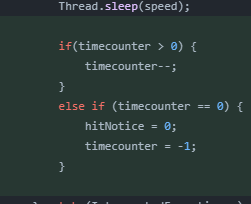 Thread.sleep(speed);
if(timecounter > 0) {
timecounter--;
}
else if (timecounter == 0) {
hitNotice = 0;
timecounter = -1;
}